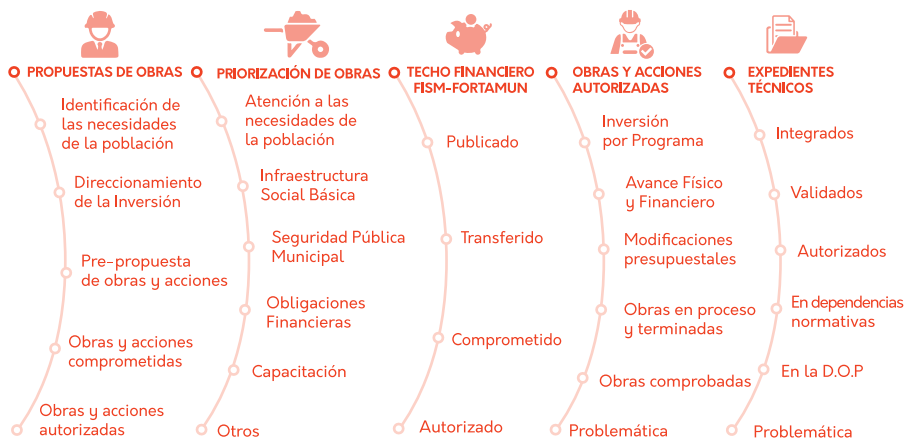 PROPUESTAS DE OBRAS
Identificación de
las necesidades
de la población
Direccionamiento
de la Inversión
Pre-propuesta
de obras y acciones
Obras y acciones
comprometidas
Obras y acciones
autorizadas
PRIORIZACIÓN DE OBRAS
Atención a las
necesidades de
la población
Infraestructura
Social Básica
Seguridad Pública
Municipal
Obligaciones
Financieras
Capacitación
Otros
TECHO FINANCIERO
FISM-FORTAMUN
Publicado
Transferido
Comprometido
Autorizado
OBRAS Y ACCIONES
AUTORIZADAS
Inversión
por Programa
Avance Físico
y Financiero
Modificaciones
presupuestales
Obras en proceso
y terminadas
Obras comprobadas
Problemática
EXPEDIENTES
TÉCNICOS
Integrados
Validados
Autorizados
En dependencias
normativas
En la D.O.P
Problemática